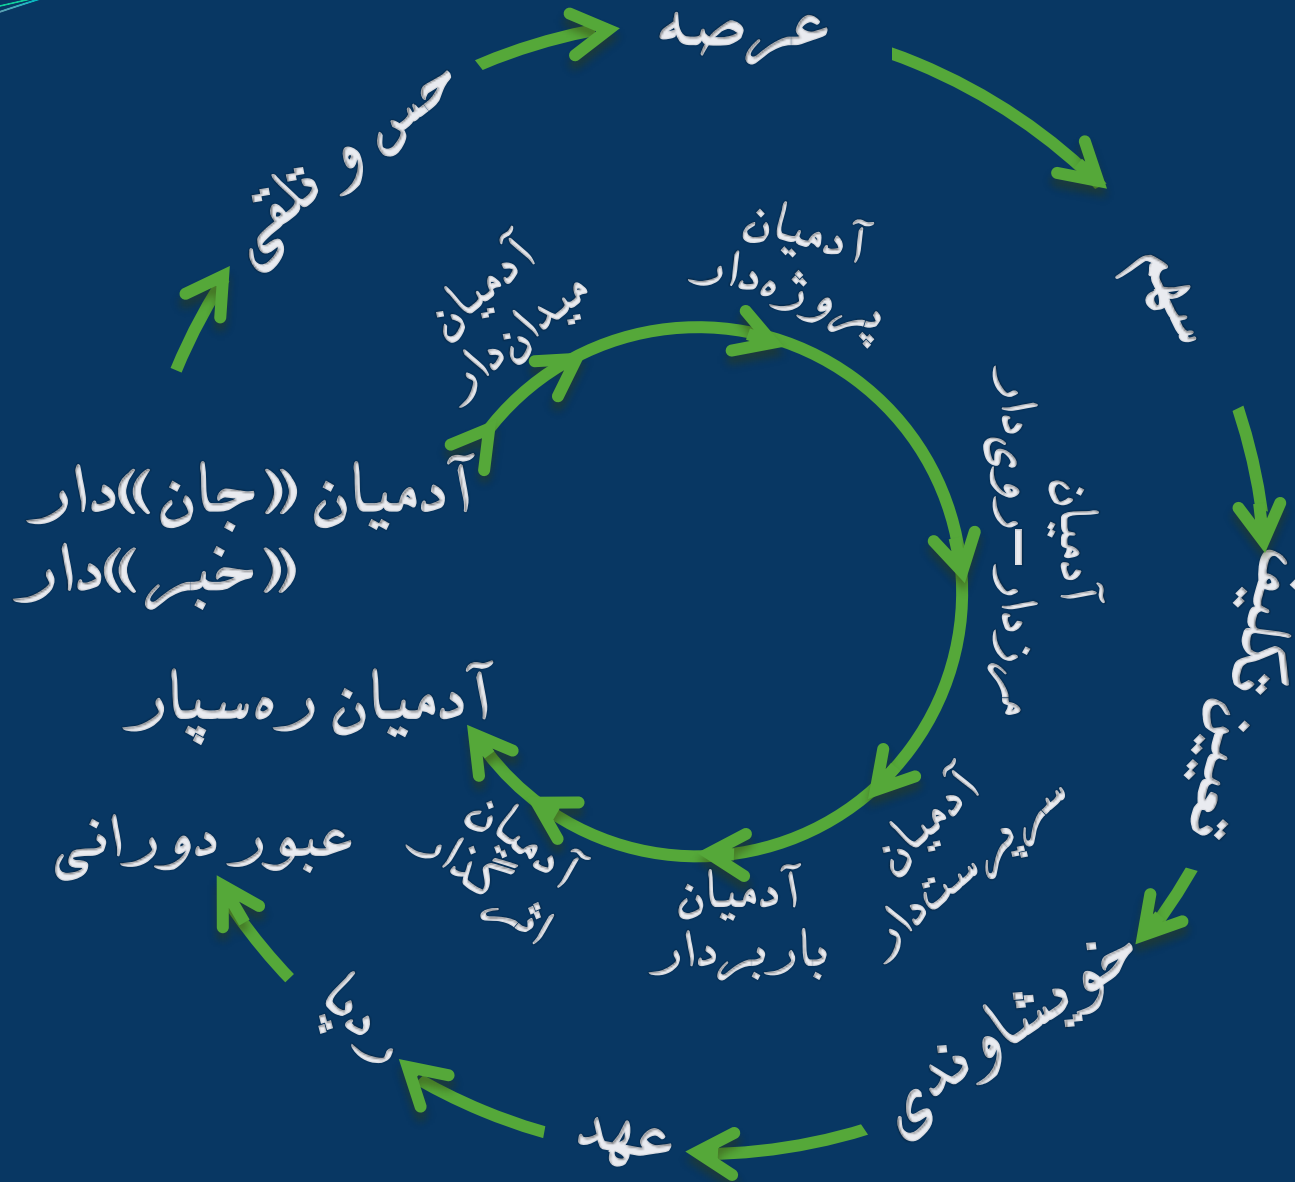 عرصه
حس و تلقی
سهم
آدمیان
میدان‌دار
آدمیان
پروژه‌دار
آدمیان
مرزدار–روی‌دار
آدمیان «جان»دار
«خبر»دار
تعیین تکلیف
آدمیان ره‌سپار
آدمیان
سرپرست‌دار
آدمیان
باربردار
آدمیان
اثرگذار
عبور دورانی
خویشاوندی
ردپا
عهد